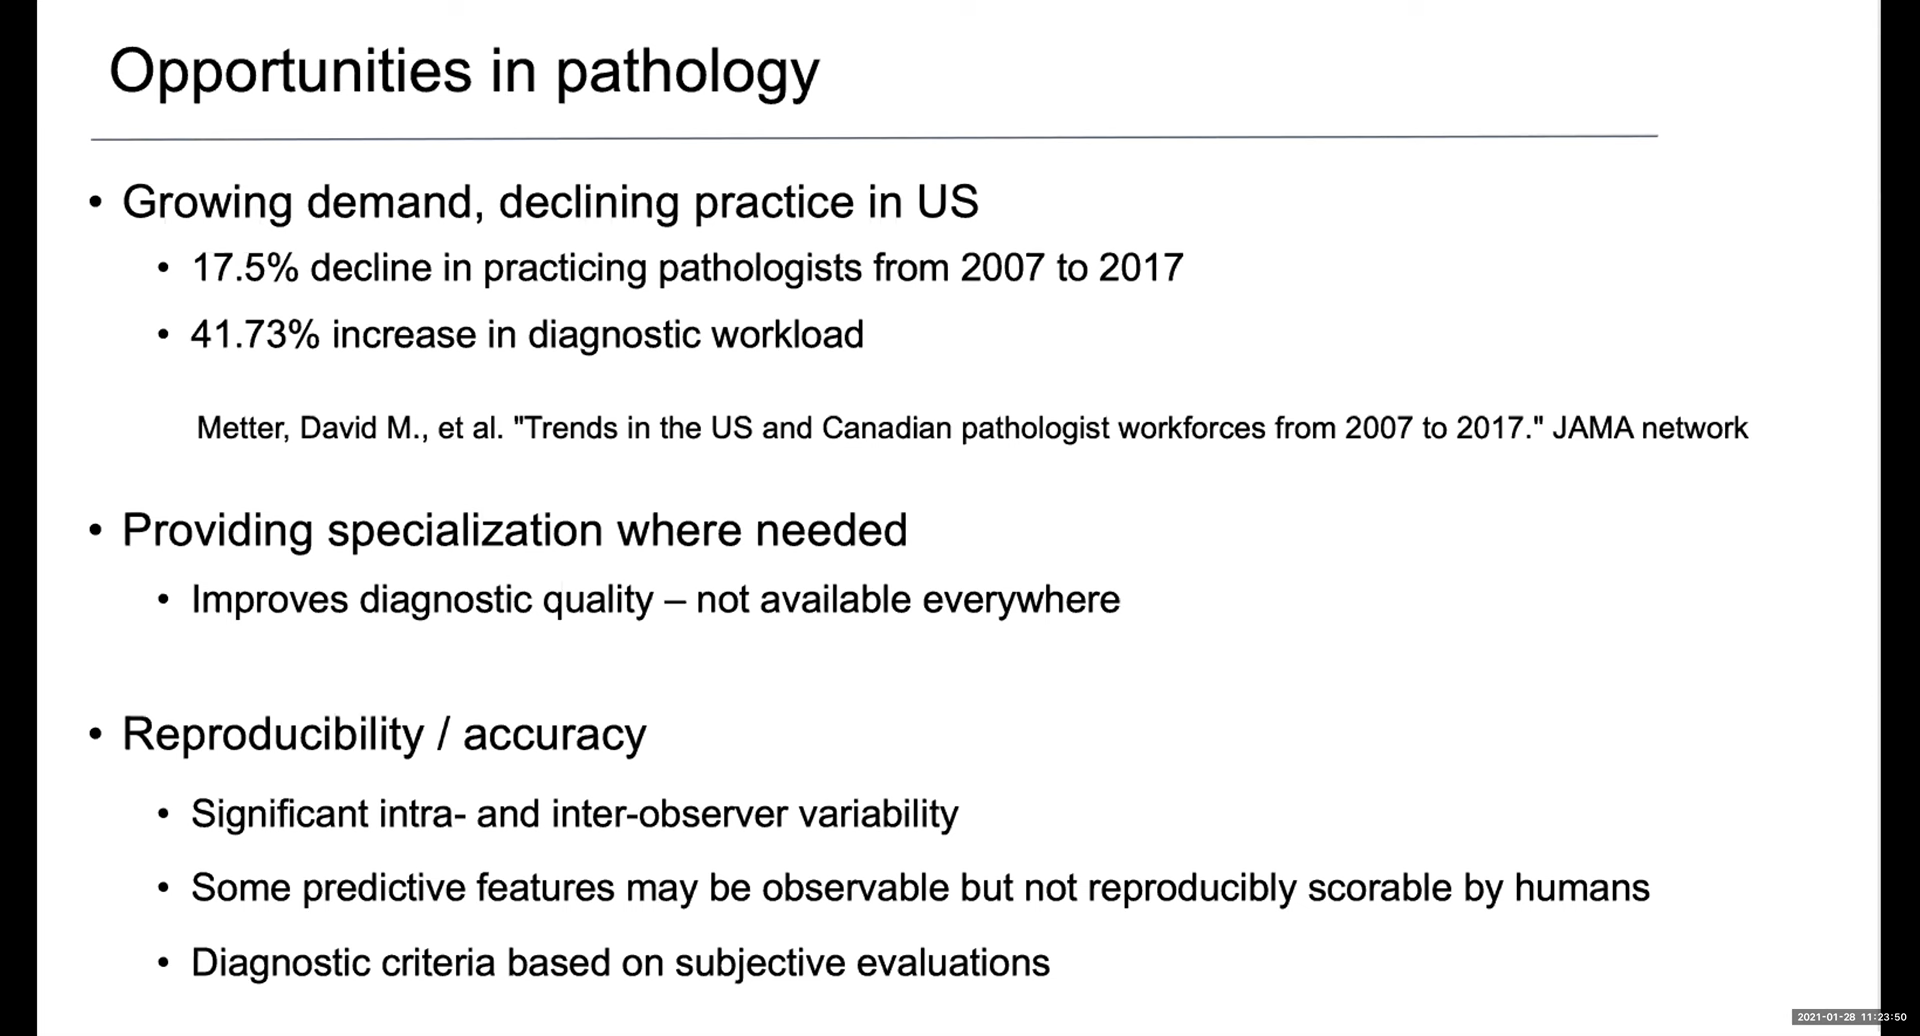 Opportunities in pathology
• Growing demand, declining practice in US
• 17.5% decline in practicing pathologists from 2007 to 2017
• 41.73% increase in diagnostic workload
Metter, David M., et al. "Trends in the US and Canadian pathologist workforces from 2007 to 2017." JAMA network
• Providing specialization where needed
• Improves diagnostic quality – not available everywhere
• Reproducibility / accuracy
• Significant intra- and inter-observer variability
• Some predictive features may be observable but not reproducibly scorable by humans
• Diagnostic criteria based on subjective evaluations
2021-01-28 11:23:50